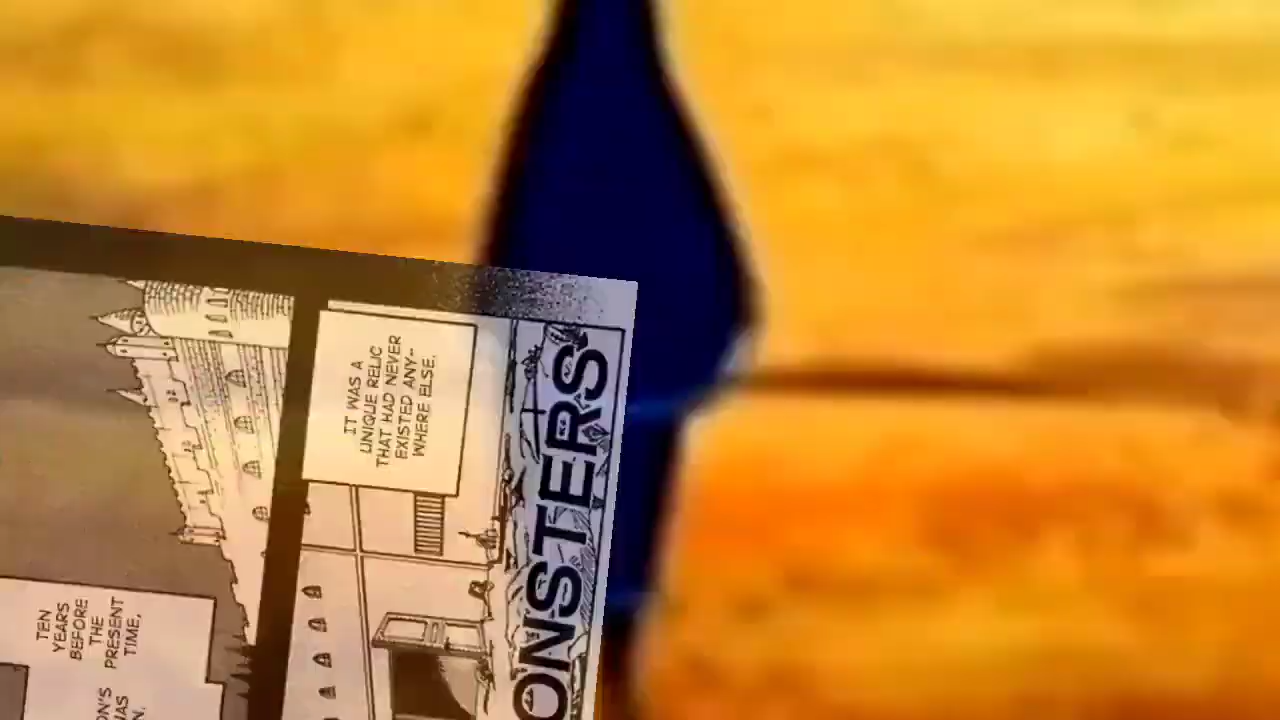 IT WAS A
UNIQUE RELIC
THAT HAD NEVER
EXISTED ANY-
WHERE ELSE.
ONSTERS
TEN
YEARS
BEFORE
THE
PRESENT
TIME,